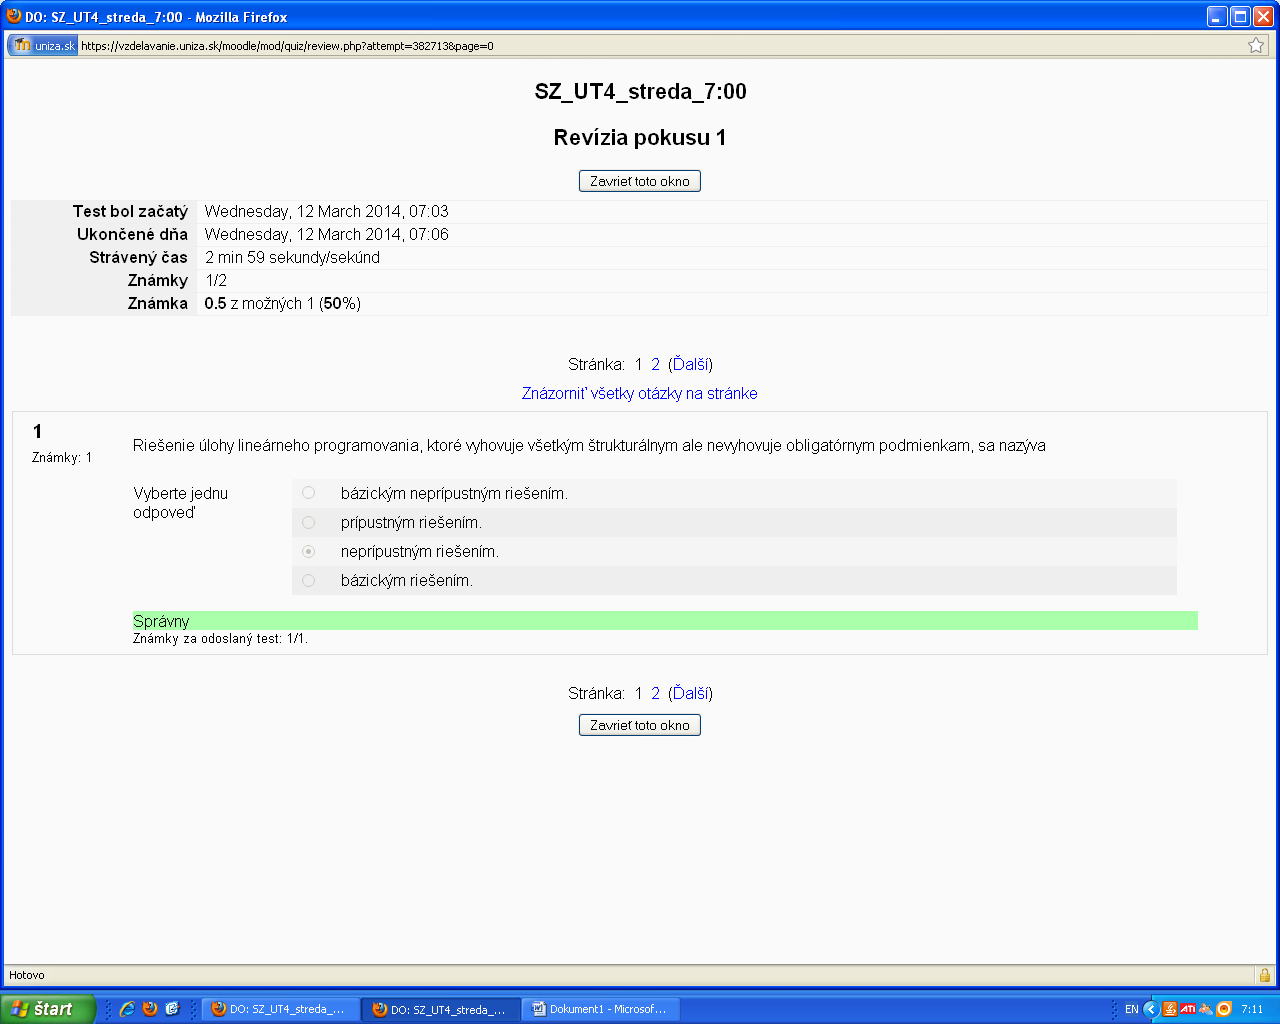 DO: SZ_UT4_streda_7:00 - Mozilla Firefox
uniza.sk https://vzdelavanie.uniza.sk/moodle/mod/quiz/review.php?attempt=382713&page=0
SZ_UT4_streda_7:00
Revízia pokusu 1
Zavrieť toto okno
Test bol začatý Wednesday, 12 March 2014, 07:03
Ukončené dňa Wednesday, 12 March 2014, 07:06
Strávený čas 2 min 59 sekundy/sekúnd
Známky 1/2
Známka 0.5 z možných 1 (50%)
Stránka: 1 2 (Ďalší)
Znázorniť všetky otázky na stránke
1
Známky: 1
Riešenie úlohy lineárneho programovania, ktoré vyhovuje všetkým štrukturálnym ale nevyhovuje obligatórnym podmienkam, sa nazýva
Vyberte jednu
odpoveď
bázickým neprípustným riešením.
prípustným riešením.
neprípustným riešením.
bázickým riešením.
Správny
Známky za odoslaný test: 1/1.
Stránka: 1 2 (Ďalší)
Zavrieť toto okno
Hotovo
štart DO: SZ_UT4_streda_... DO: SZ_UT4_streda_... Dokument1 - Microsof... EN ATI 7:11